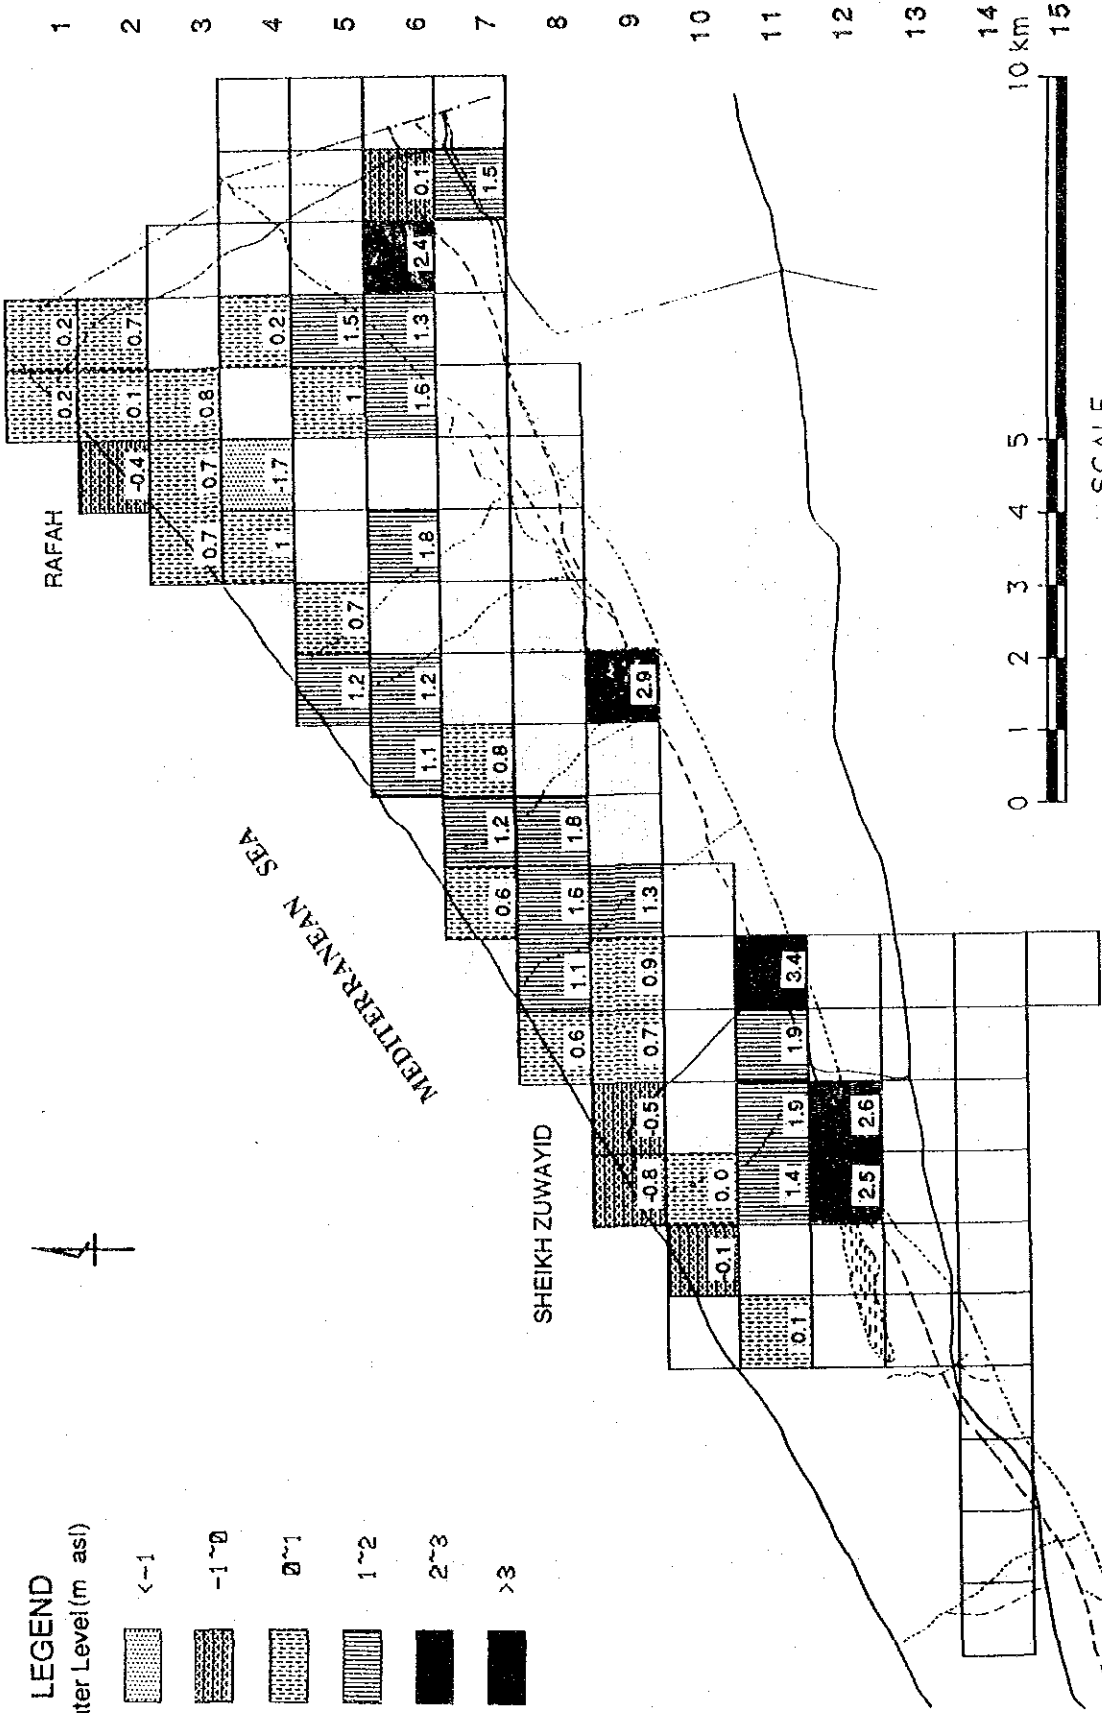 LEGEND
ter Level (m asl)
<-1
-1~0
0~1
1~2
2~3
>3
MEDITERRANEAN SEA
RAFAH
SHEIKH ZUWAYID
1
2
3
4
5
6
7
8
9
10
11
12
13
14
15
0.2 0.2
-0.4 0.1 0.7
0.7 0.7 0.8
1 -1.7 0.2
1.2 0.7 1 1.5
1.1 1.2 1.8 1.6 1.3 2.4 0.1
0.6 1.2 0.8 1.5
0.6 1.1 1.6 1.8
-0.8 -0.5 0.7 0.9 1.3 2.9
-0.1 0.0
0.1 1.4 1.9 1.9 3.4
2.5 2.6
0 1 2 3 4 5 10 km